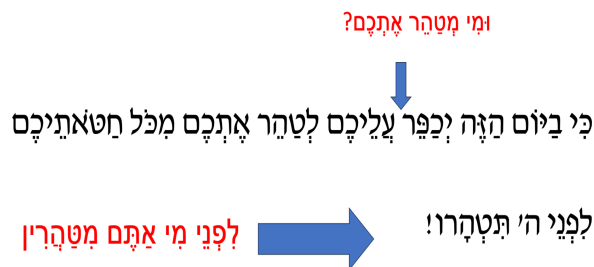 וּמִי מְטַהֵר אֶתְכֶם?
כִּי בַיּוֹם הַזֶּה יְכַפֵּר עֲלֵיכֶם לְטַהֵר אֶתְכֶם מִכֹּל חַטֹּאתֵיכֶם
לִפְנֵי ה' תִּטְהָרוּ!
לִפְנֵי מִי אַתֶּם מִטַּהֲרִין